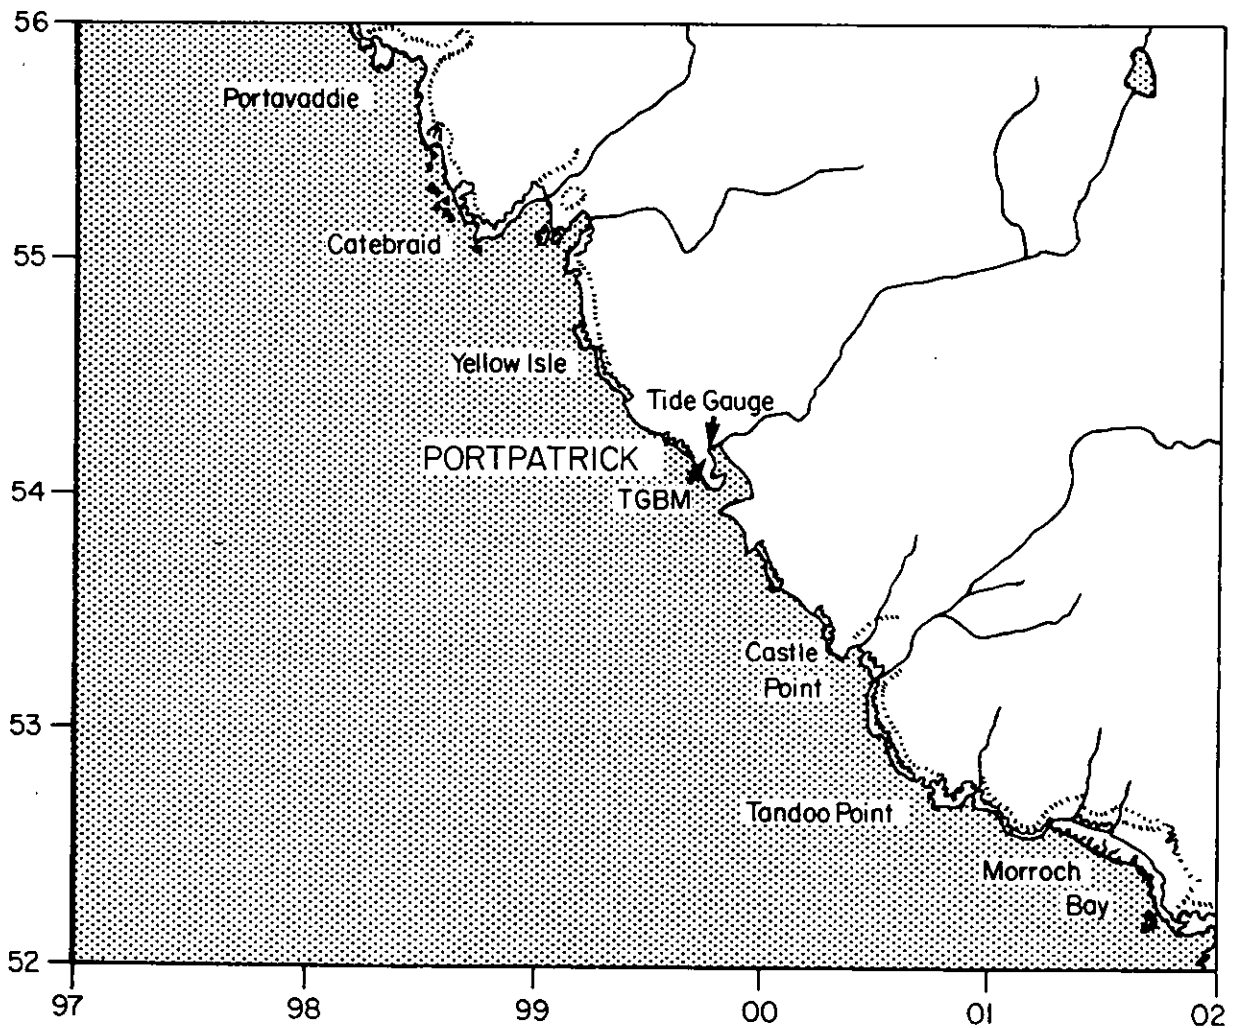 56
Portavaddie
Catebraid
55
Yellow Isle
Tide Gauge
PORTPATRICK
54
TGBM
Castle
Point
53
Tandoo Point
Morroch
Bay
52
97 98 99 00 01 02